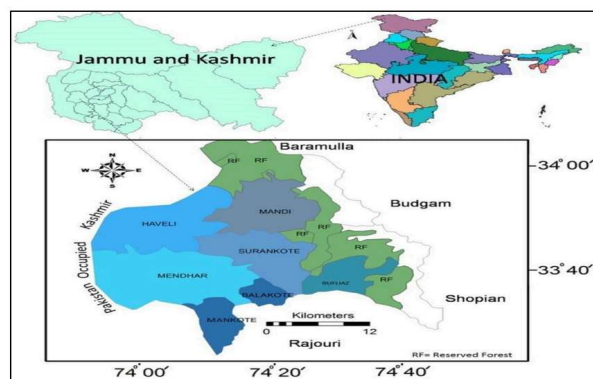 Jammu and Kashmir
INDIA
Baramulla
34° 00'
N
W
E
S
RF
RF
Kashmir
HAVELI
MANDI
RF
Budgam
RF
RF
SURANKOTE
Pakistan Occupied
MENDHAR
33° 40'
RF
BALAKOTE
Shopian
Kilometers
MANKOTE
0
12
Rajouri
RF= Reserved Forest
74° 00'
74° 20'
74° 40'